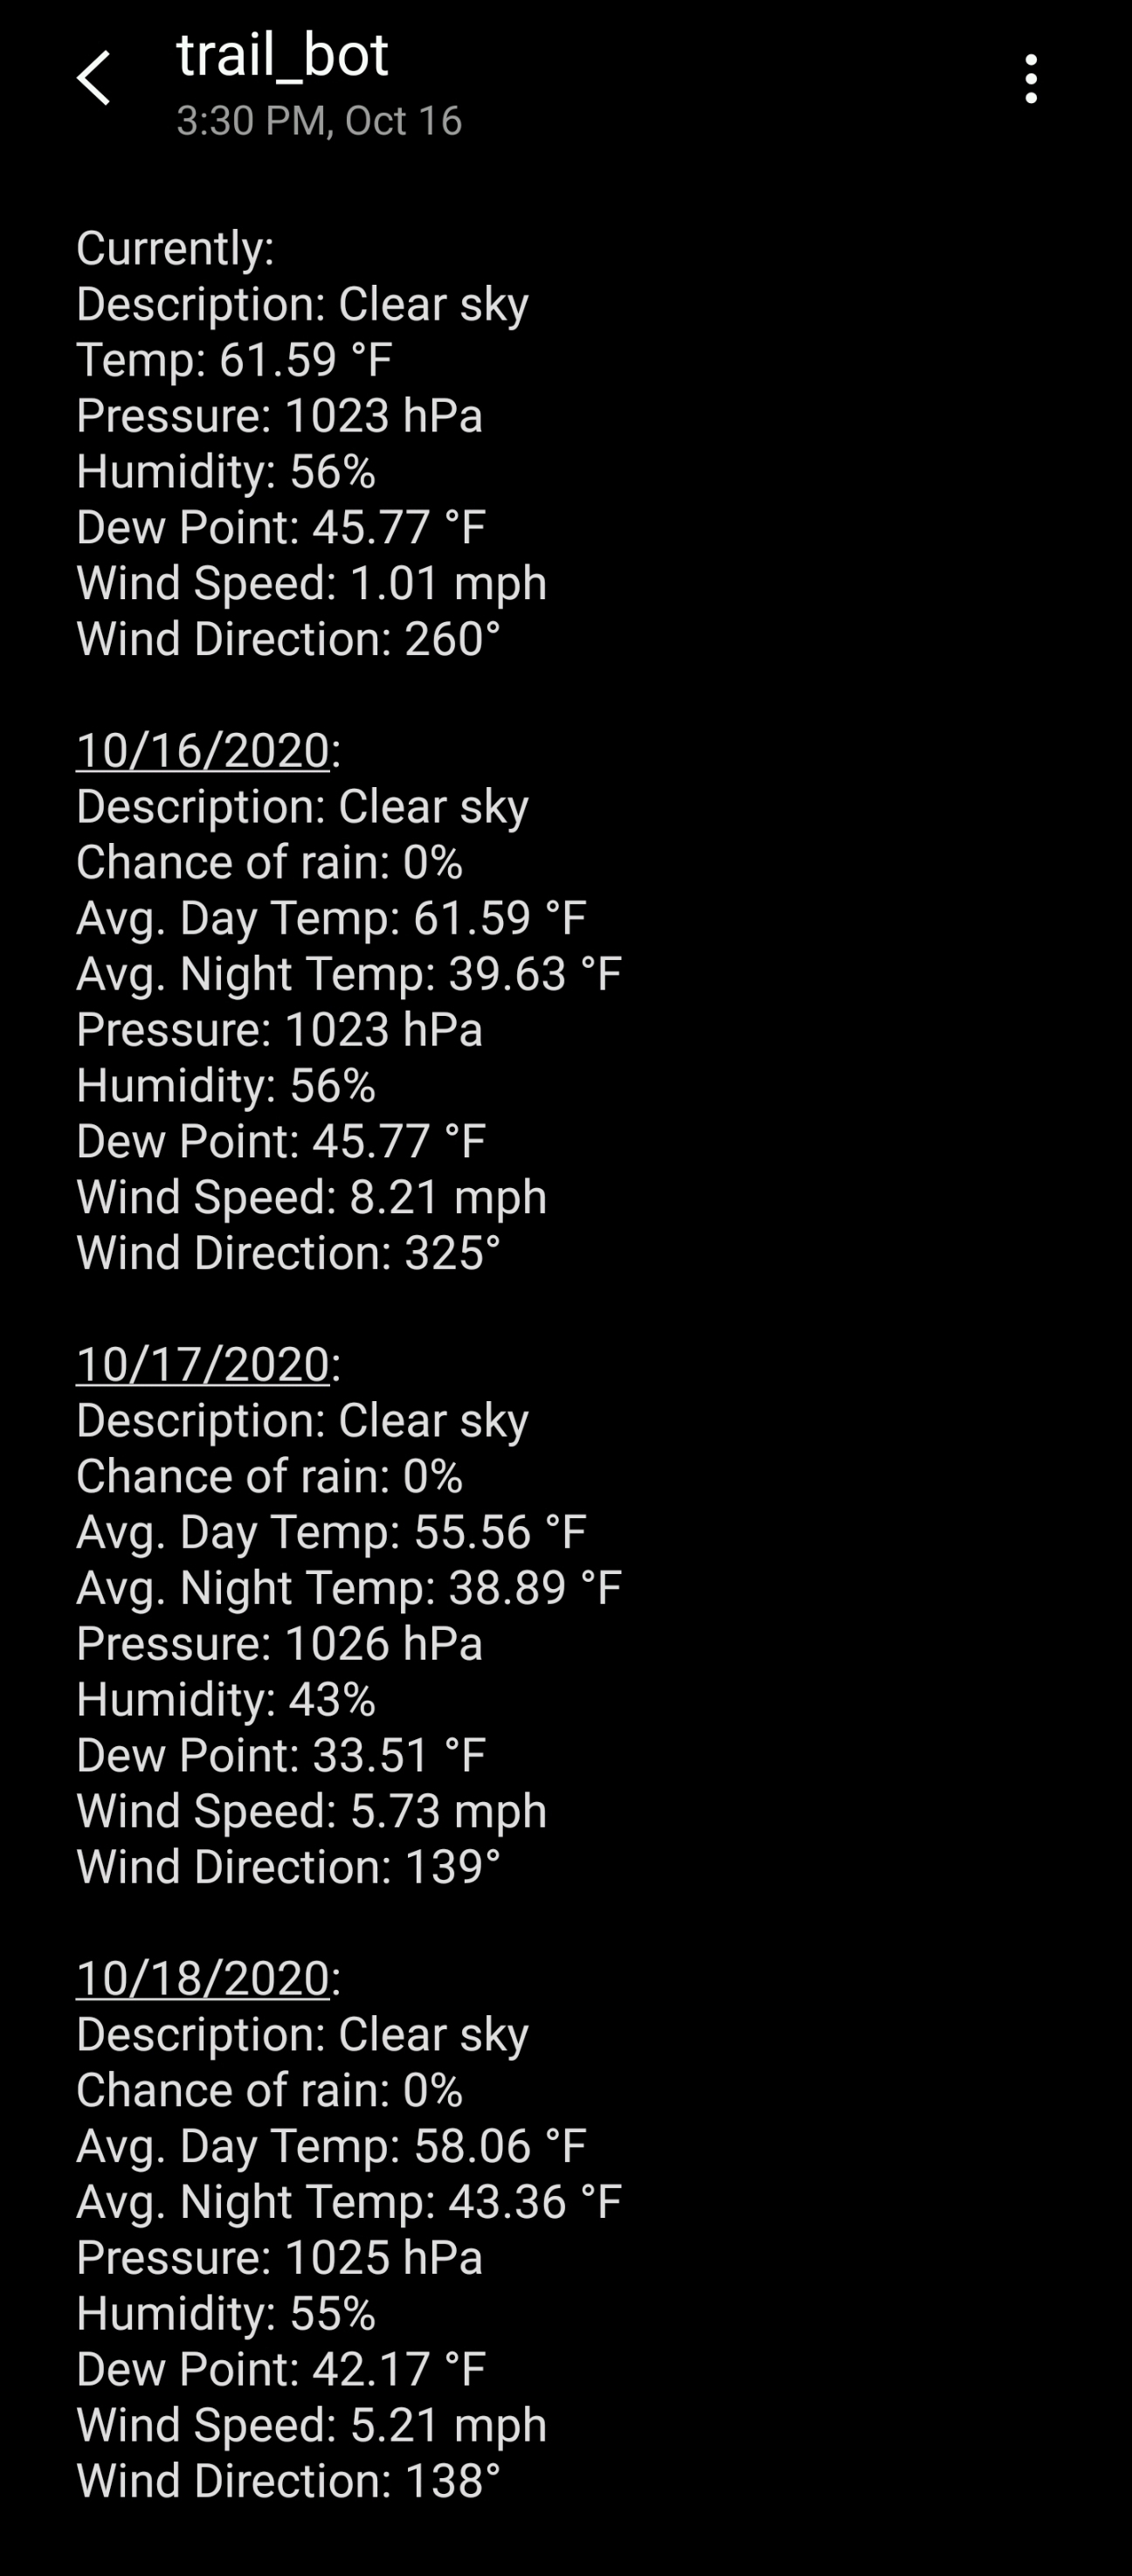 trail_bot
3:30 PM, Oct 16
Currently:
Description: Clear sky
Temp: 61.59 °F
Pressure: 1023 hPa
Humidity: 56%
Dew Point: 45.77 °F
Wind Speed: 1.01 mph
Wind Direction: 260°
10/16/2020:
Description: Clear sky
Chance of rain: 0%
Avg. Day Temp: 61.59 °F
Avg. Night Temp: 39.63 °F
Pressure: 1023 hPa
Humidity: 56%
Dew Point: 45.77 °F
Wind Speed: 8.21 mph
Wind Direction: 325°
10/17/2020:
Description: Clear sky
Chance of rain: 0%
Avg. Day Temp: 55.56 °F
Avg. Night Temp: 38.89 °F
Pressure: 1026 hPa
Humidity: 43%
Dew Point: 33.51 °F
Wind Speed: 5.73 mph
Wind Direction: 139°
10/18/2020:
Description: Clear sky
Chance of rain: 0%
Avg. Day Temp: 58.06 °F
Avg. Night Temp: 43.36 °F
Pressure: 1025 hPa
Humidity: 55%
Dew Point: 42.17 °F
Wind Speed: 5.21 mph
Wind Direction: 138°